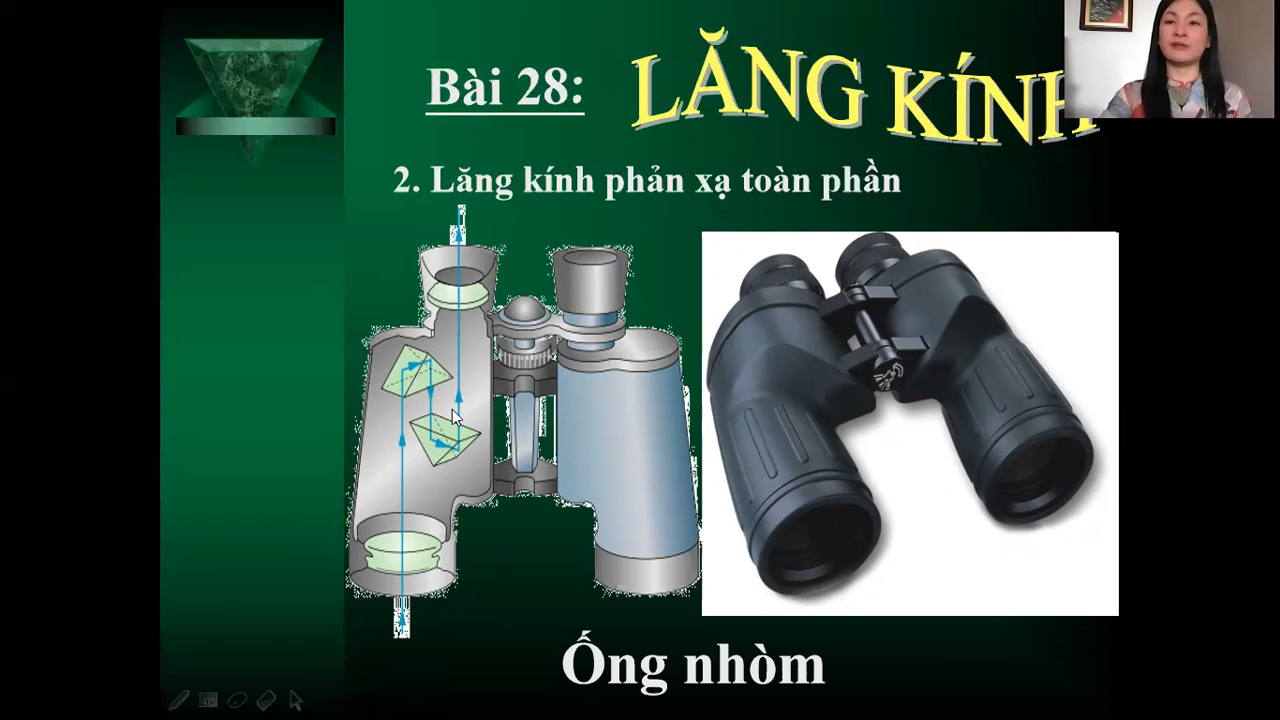 Bài 28:
LĂNG KÍNH
2. Lăng kính phản xạ toàn phần
Ống nhòm